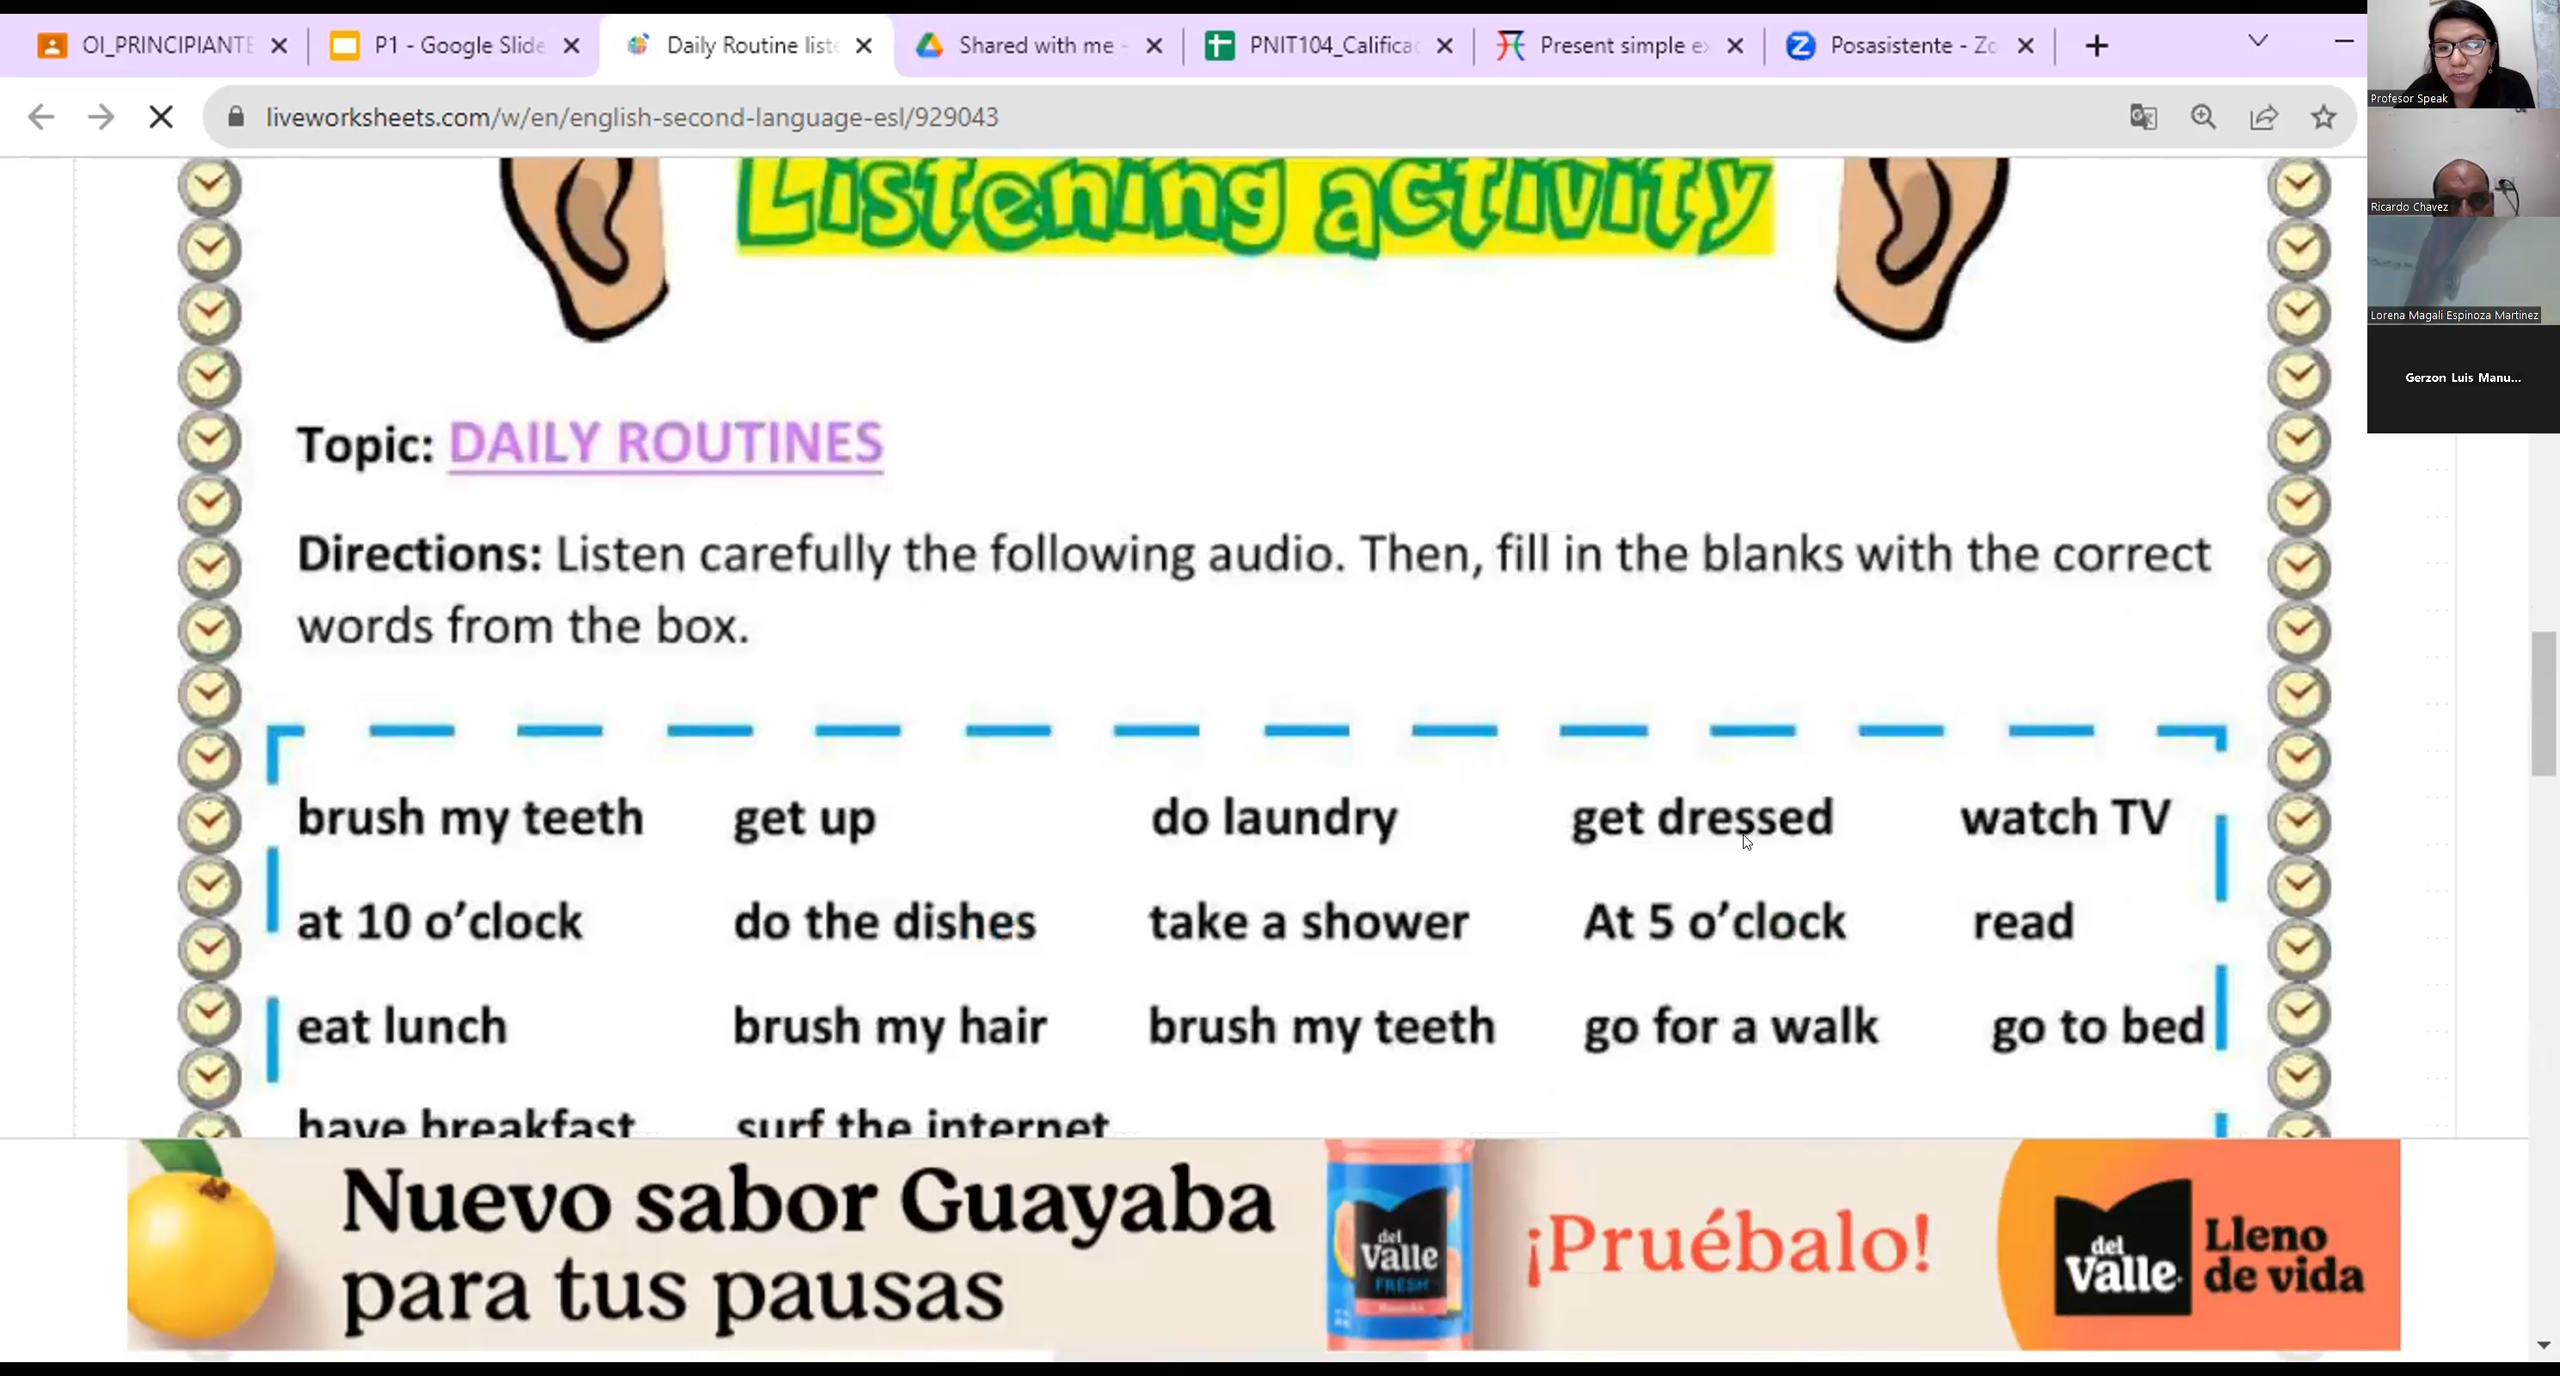 OI_PRINCIPIANTE
P1 - Google Slide
Daily Routine list
Shared with me -
PNIT104_Califica
Present simple e
Posasistente - Zo
liveworksheets.com/w/en/english-second-language-esl/929043
Profesor Speak
Ricardo Chavez
Lorena Magali Espinoza Martinez
Gerzon Luis Manu...
Listening activity
Topic: DAILY ROUTINES
Directions: Listen carefully the following audio. Then, fill in the blanks with the correct
words from the box.
brush my teeth get up do laundry get dressed watch TV
at 10 o’clock do the dishes take a shower At 5 o’clock read
eat lunch brush my hair brush my teeth go for a walk go to bed
have breakfast surf the internet
Nuevo sabor Guayaba
para tus pausas
del
Valle
FRESH
¡Pruébalo!
del
Valle
Lleno
de vida